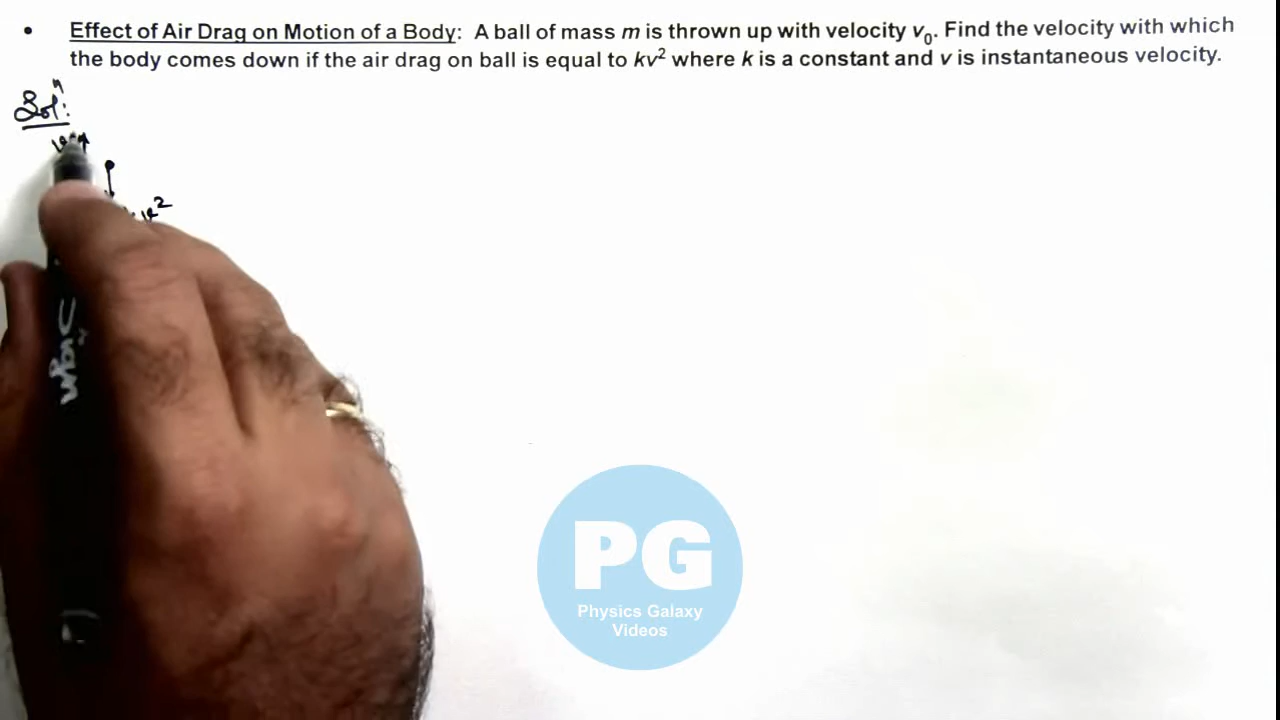 • Effect of Air Drag on Motion of a Body: A ball of mass m is thrown up with velocity v₀. Find the velocity with which
the body comes down if the air drag on ball is equal to kv² where k is a constant and v is instantaneous velocity.
Solⁿ:
PG
Physics Galaxy
Videos